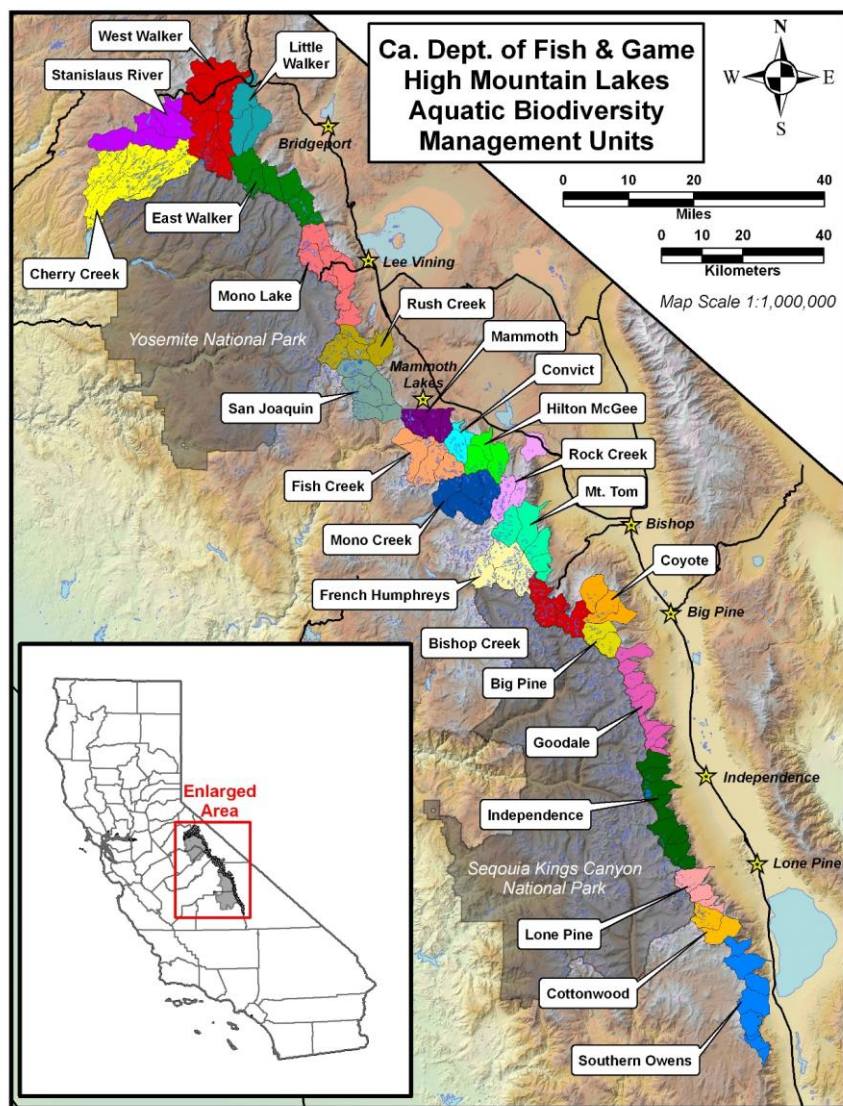 Ca. Dept. of Fish & Game
High Mountain Lakes
Aquatic Biodiversity
Management Units
N
W
E
S
0
10
20
40
Miles
0
10
20
40
Kilometers
Map Scale 1:1,000,000
West Walker
Little
Walker
Stanislaus River
Bridgeport
East Walker
Cherry Creek
Lee Vining
Mono Lake
Rush Creek
Yosemite National Park
Mammoth
Mammoth
Lakes
Convict
San Joaquin
Hilton McGee
Rock Creek
Fish Creek
Mt. Tom
Mono Creek
Bishop
Coyote
French Humphreys
Big Pine
Bishop Creek
Big Pine
Goodale
Independence
Independence
Lone Pine
Seqouia Kings Canyon
National Park
Lone Pine
Cottonwood
Southern Owens
Enlarged
Area